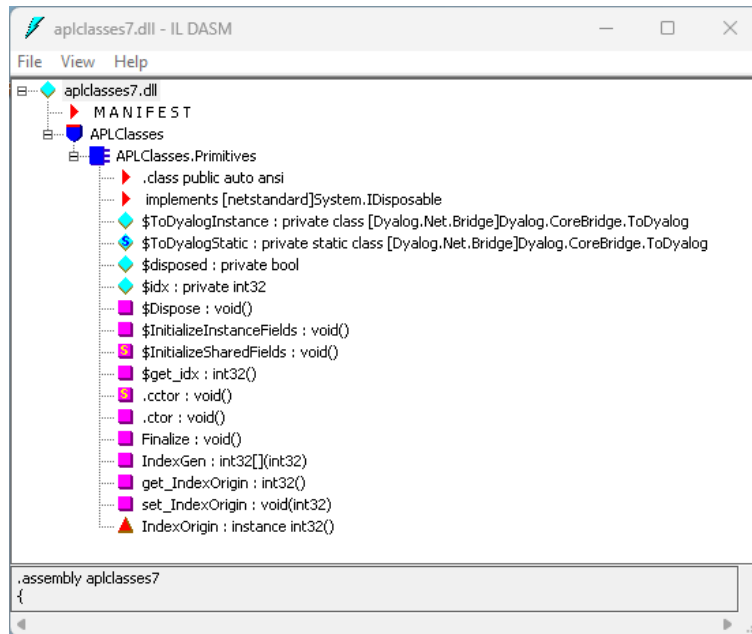 aplclasses7.dll - IL DASM
File View Help
aplclasses7.dll
M A N I F E S T
APLClasses
APLClasses.Primitives
.class public auto ansi
implements [netstandard]System.IDisposable
$ToDyalogInstance : private class [Dyalog.Net.Bridge]Dyalog.CoreBridge.ToDyalog
$ToDyalogStatic : private static class [Dyalog.Net.Bridge]Dyalog.CoreBridge.ToDyalog
$disposed : private bool
$idx : private int32
$Dispose : void()
$InitializeInstanceFields : void()
$InitializeSharedFields : void()
$get_idx : int32()
.cctor : void()
.ctor : void()
Finalize : void()
IndexGen : int32[](int32)
get_IndexOrigin : int32()
set_IndexOrigin : void(int32)
IndexOrigin : instance int32()
.assembly aplclasses7
{